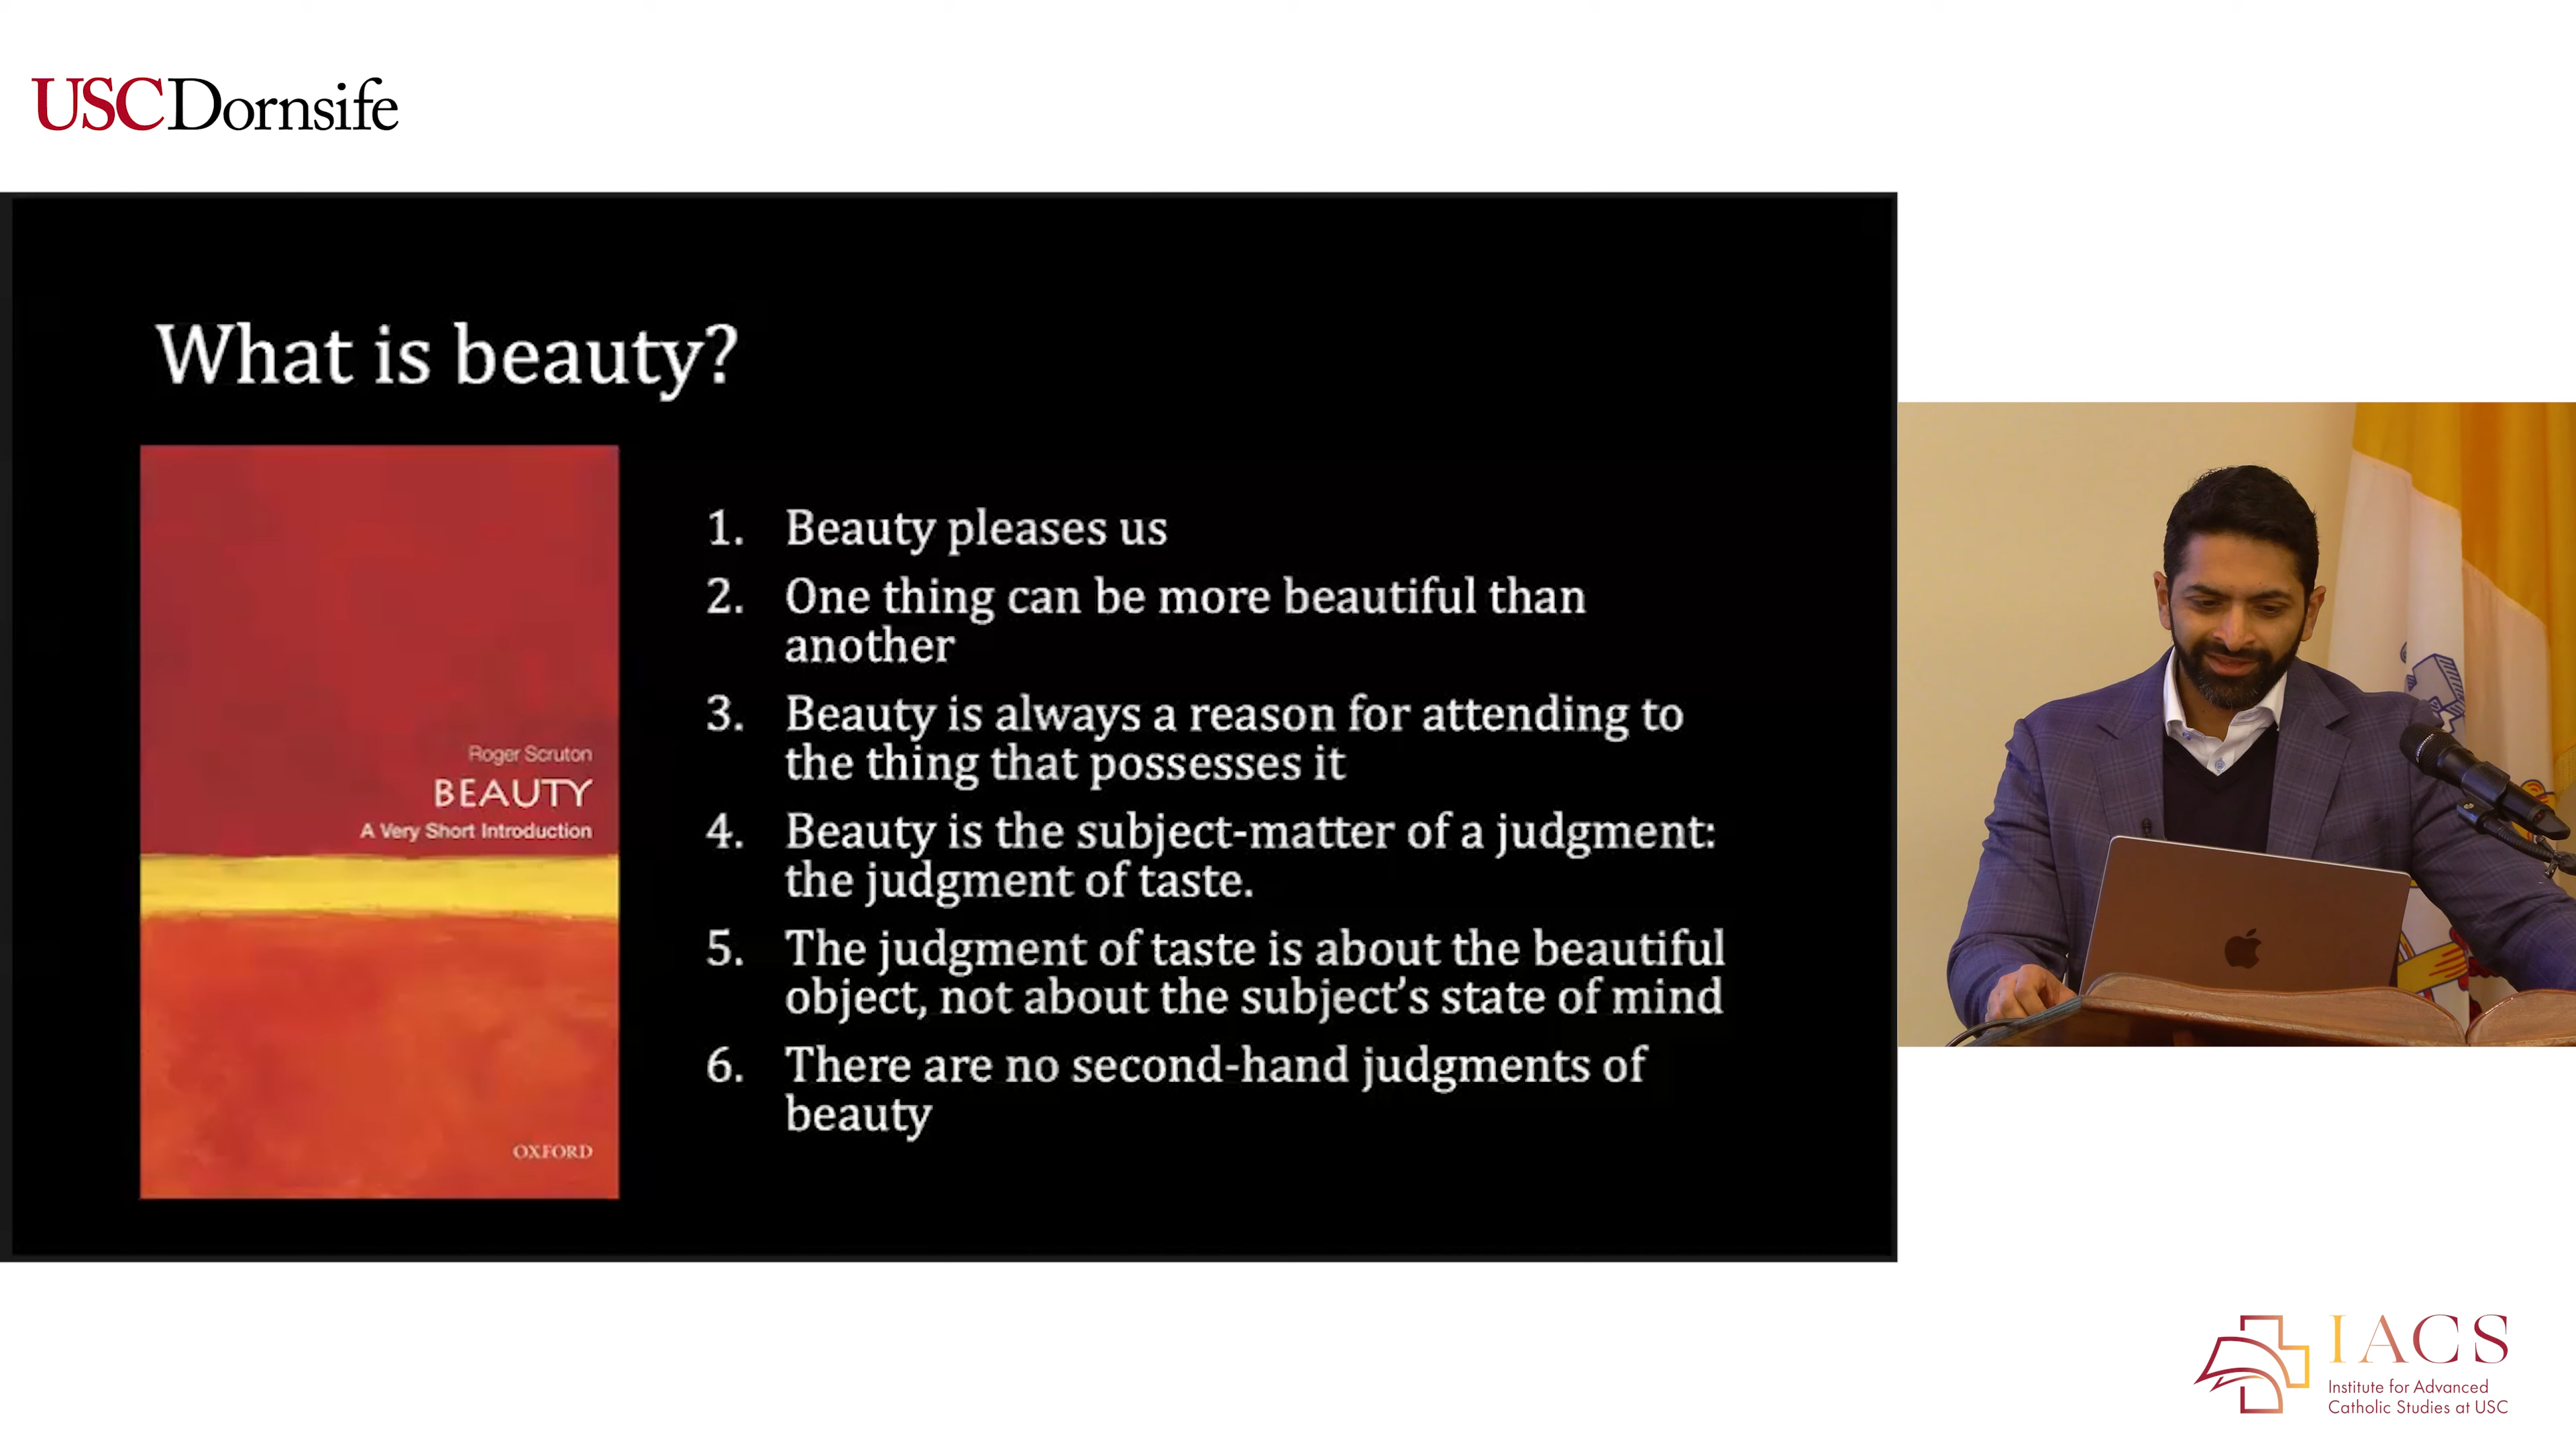 USCDornsife
What is beauty?
Roger Scruton
BEAUTY
A Very Short Introduction
OXFORD
1. Beauty pleases us
2. One thing can be more beautiful than
another
3. Beauty is always a reason for attending to
the thing that possesses it
4. Beauty is the subject-matter of a judgment:
the judgment of taste.
5. The judgment of taste is about the beautiful
object, not about the subject’s state of mind
6. There are no second-hand judgments of
beauty
IACS
Institute for Advanced
Catholic Studies at USC